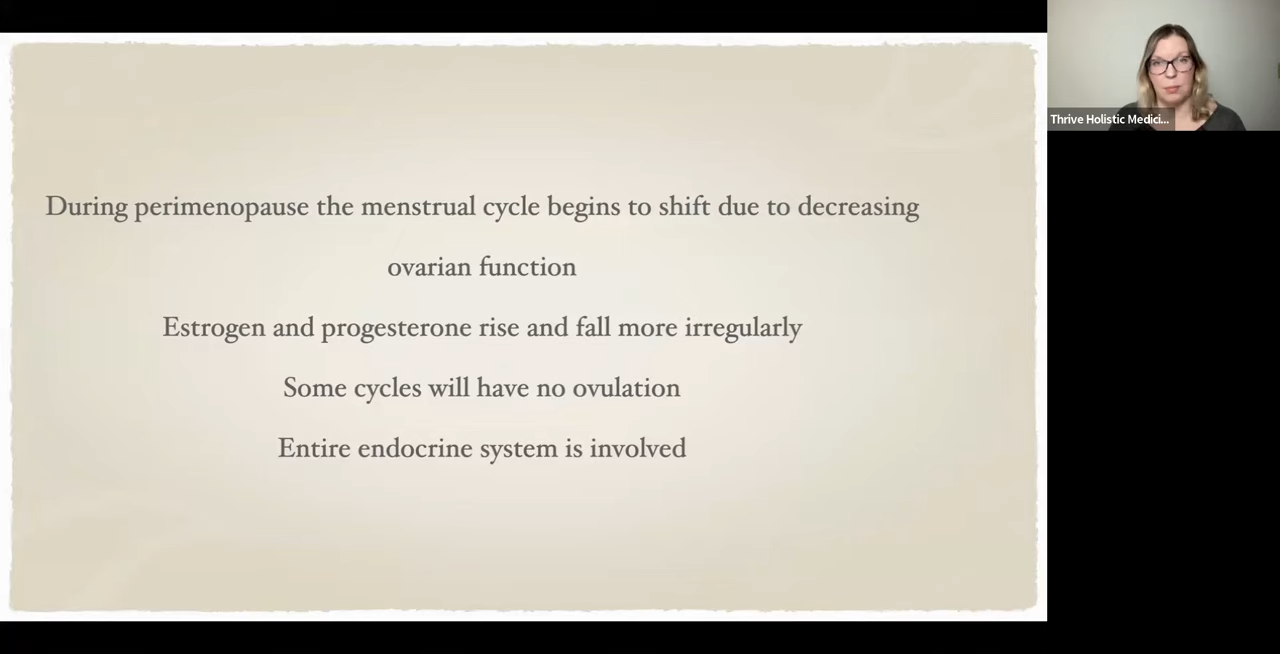 During perimenopause the menstrual cycle begins to shift due to decreasing
ovarian function
Estrogen and progesterone rise and fall more irregularly
Some cycles will have no ovulation
Entire endocrine system is involved
Thrive Holistic Medici...